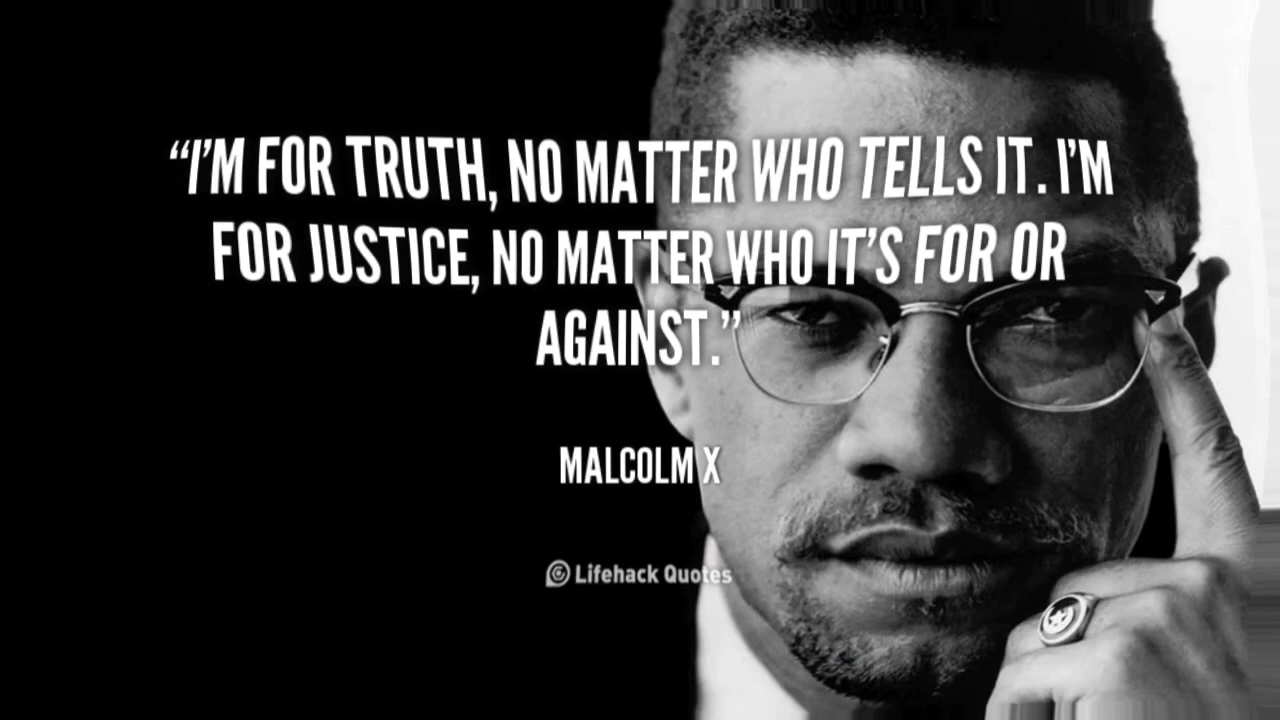 “I’M FOR TRUTH, NO MATTER WHO TELLS IT. I’M
FOR JUSTICE, NO MATTER WHO IT’S FOR OR
AGAINST.”
MALCOLM X
Lifehack Quotes